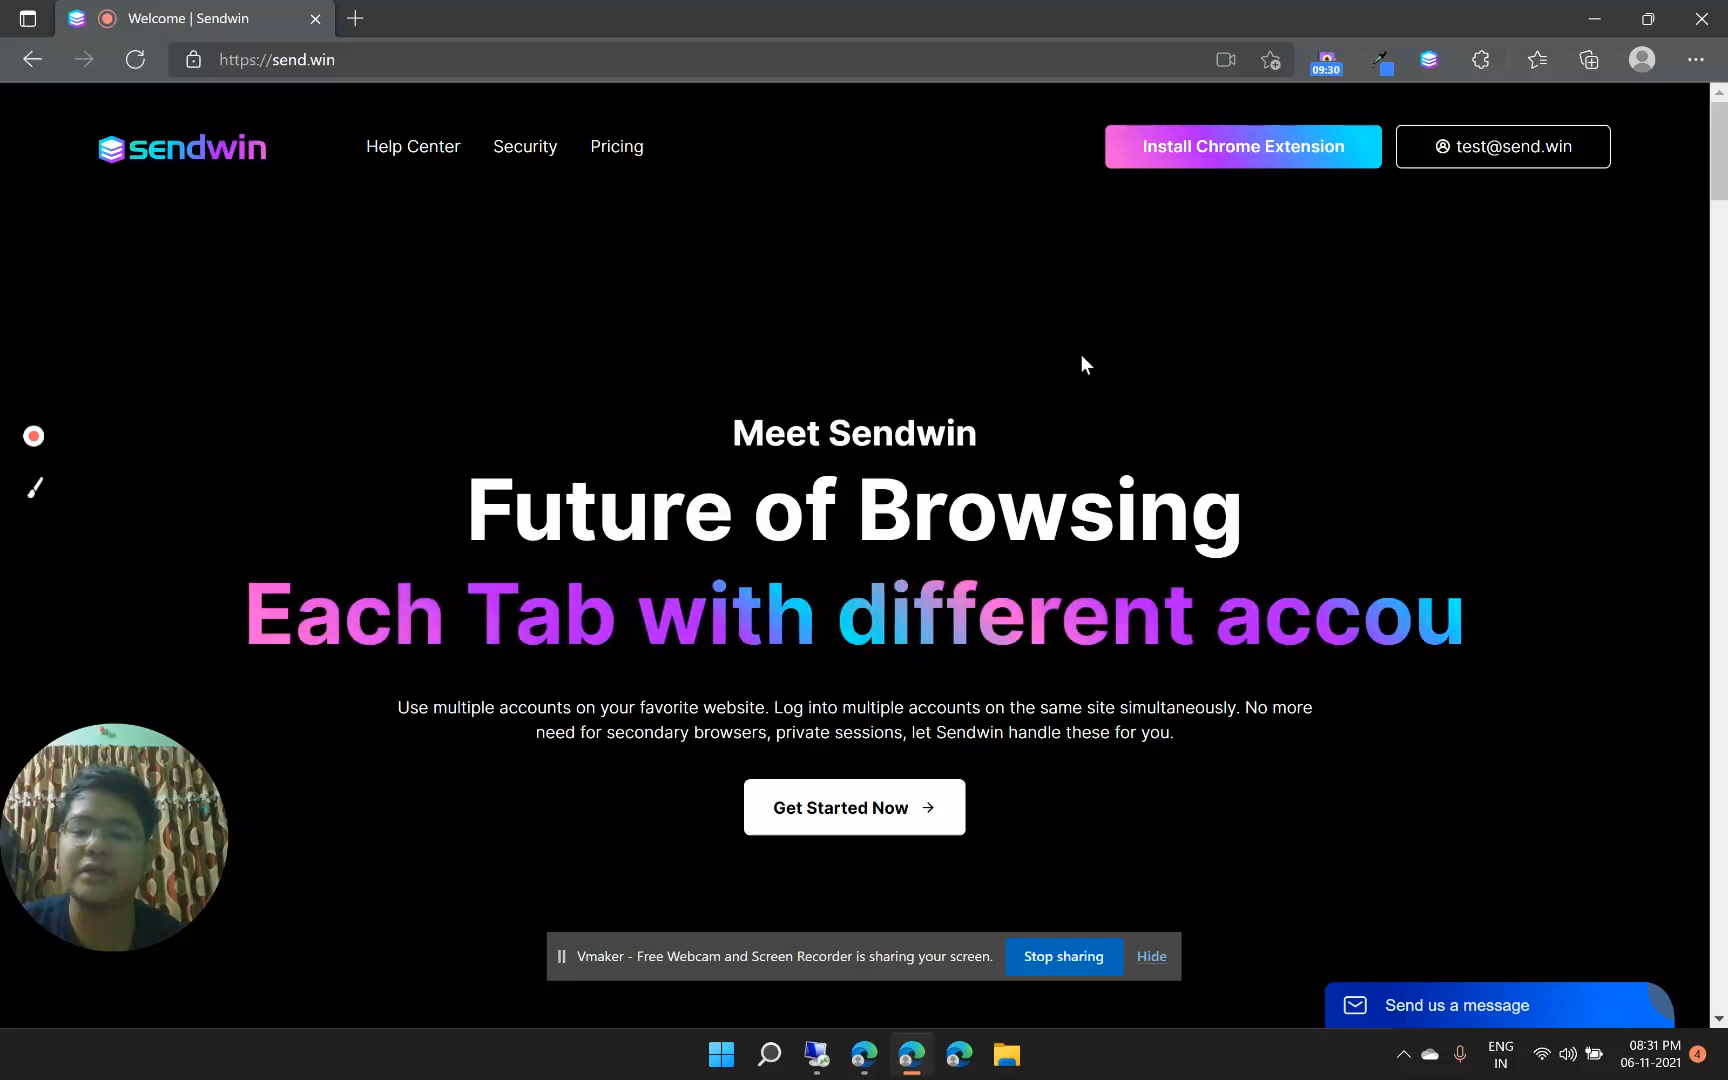 Welcome | Sendwin
https://send.win
09:30
sendwin
Help Center
Security
Pricing
Install Chrome Extension
test@send.win
Meet Sendwin
Future of Browsing
Each Tab with different accou
Use multiple accounts on your favorite website. Log into multiple accounts on the same site simultaneously. No more
need for secondary browsers, private sessions, let Sendwin handle these for you.
Get Started Now
Vmaker - Free Webcam and Screen Recorder is sharing your screen.
Stop sharing
Hide
Send us a message
ENG
IN
08:31 PM
06-11-2021
4